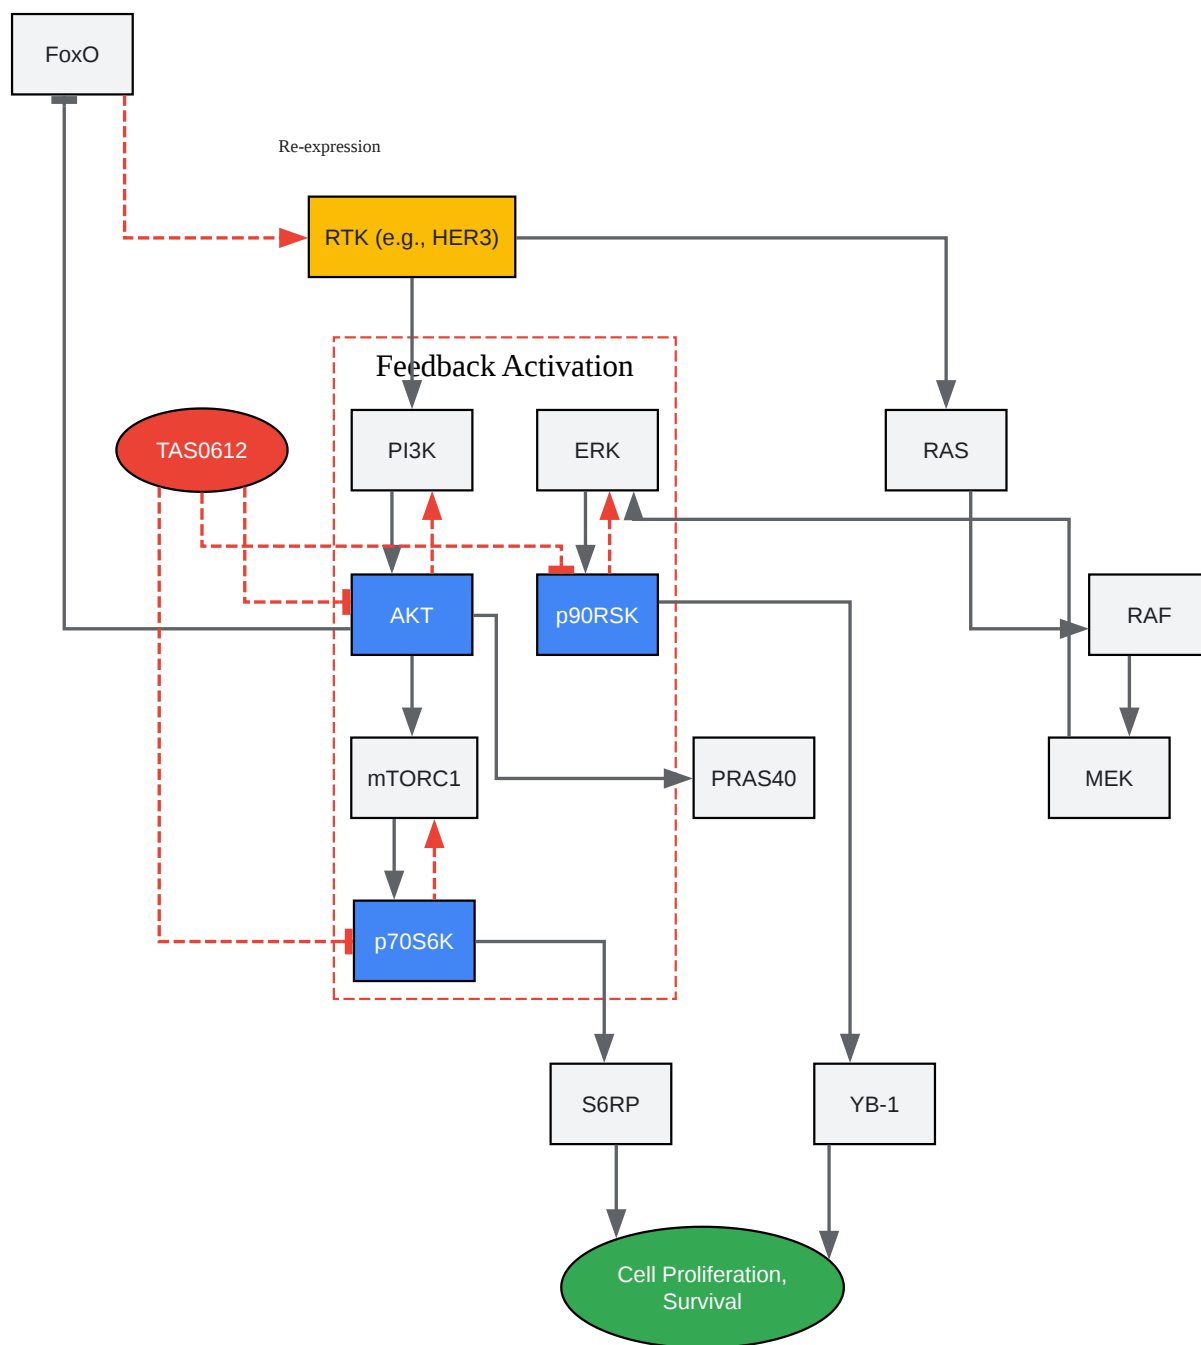 FoxO
Re-expression
RTK (e.g., HER3)
Feedback Activation
TAS0612
PI3K
ERK
RAS
AKT
p90RSK
RAF
mTORC1
PRAS40
MEK
p70S6K
S6RP
YB-1
Cell Proliferation,
Survival